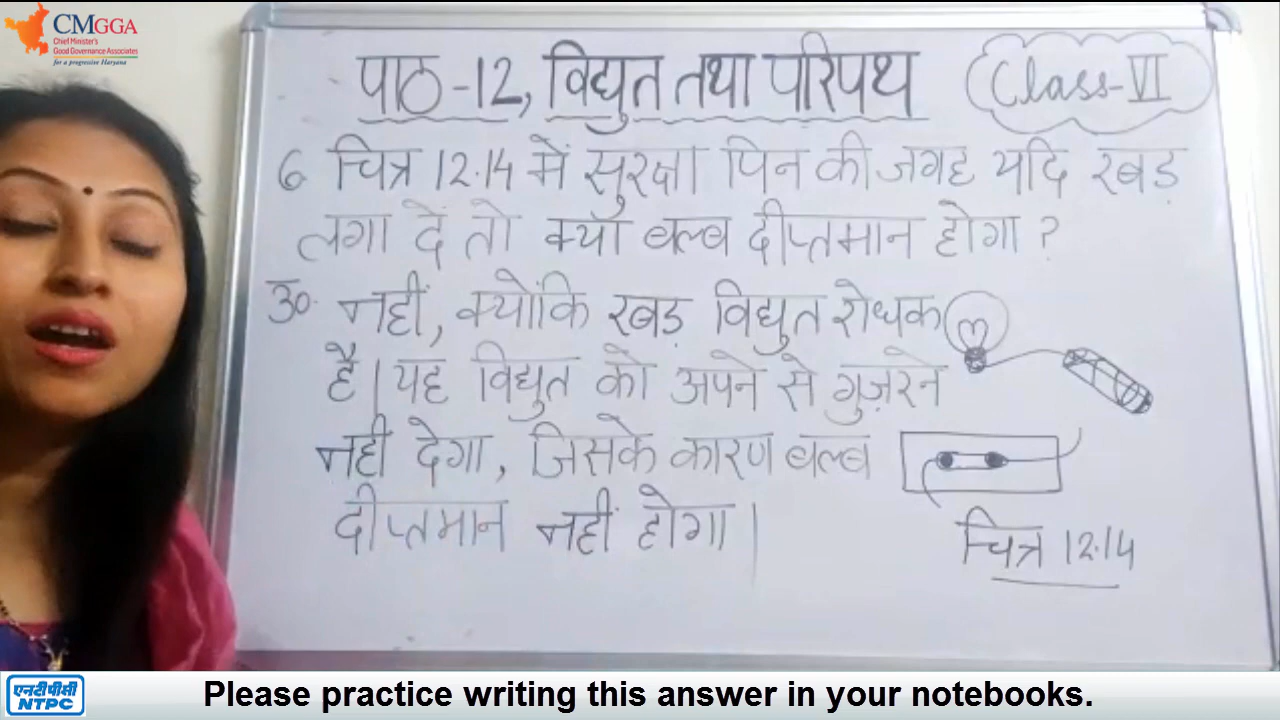 CMGGA
Chief Minister's
Good Governance Associates
for a progressive Haryana
पाठ-12, विद्युत तथा परिपथ
Class-VI
6 चित्र 12.14 में सुरक्षा पिन की जगह यदि रबड़
लगा दें तो क्या बल्ब दीप्तमान होगा ?
उ०. नहीं, क्योंकि रबड़ विद्युत रोधक
है। यह विद्युत को अपने से गुज़रने
नहीं देगा, जिसके कारण बल्ब
दीप्तमान नहीं होगा।
चित्र 12.14
एनटीपीसी
NTPC
Please practice writing this answer in your notebooks.